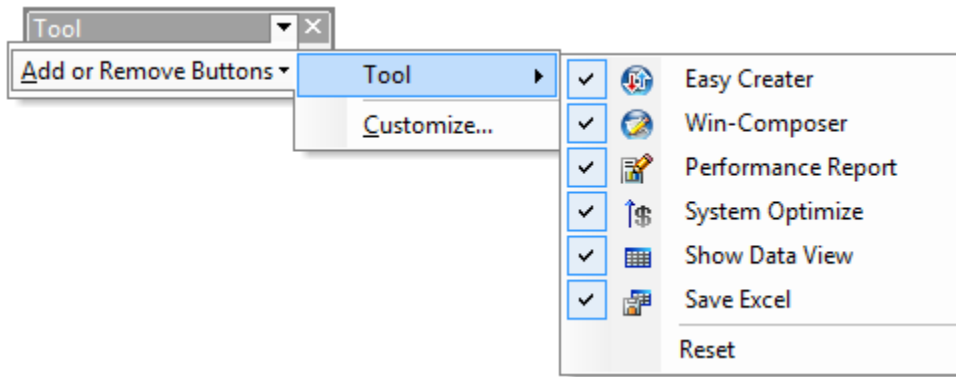 Tool
Add or Remove Buttons
Tool
Customize...
Easy Creater
Win-Composer
Performance Report
System Optimize
Show Data View
Save Excel
Reset